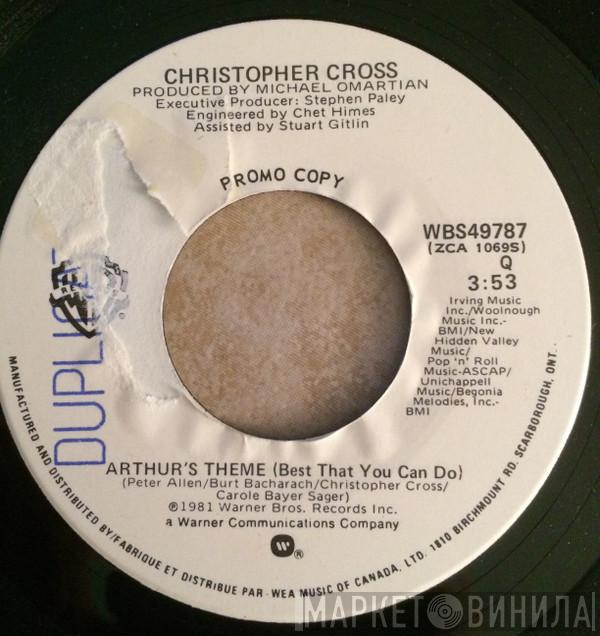 CHRISTOPHER CROSS
PRODUCED BY MICHAEL OMARTIAN
Executive Producer: Stephen Paley
Engineered by Chet Himes
Assisted by Stuart Gitlin
PROMO COPY
WBS49787
(ZCA 1069S)
Q
3:53
Irving Music
Inc./Woolnough
Music Inc.-
BMI/New
Hidden Valley
Music/
Pop 'n' Roll
Music-ASCAP/
Unichappell
Music/Begonia
Melodies, Inc.-
BMI
ARTHUR'S THEME (Best That You Can Do)
(Peter Allen/Burt Bacharach/Christopher Cross/
Carole Bayer Sager)
℗©1981 Warner Bros. Records Inc.
a Warner Communications Company
W®
MANUFACTURED AND DISTRIBUTED BY/FABRIQUE ET DISTRIBUE PAR - WEA MUSIC OF CANADA, LTD. 1810 BIRCHMOUNT RD. SCARBOROUGH, ONT.
МАРКЕТ ВИНИЛА